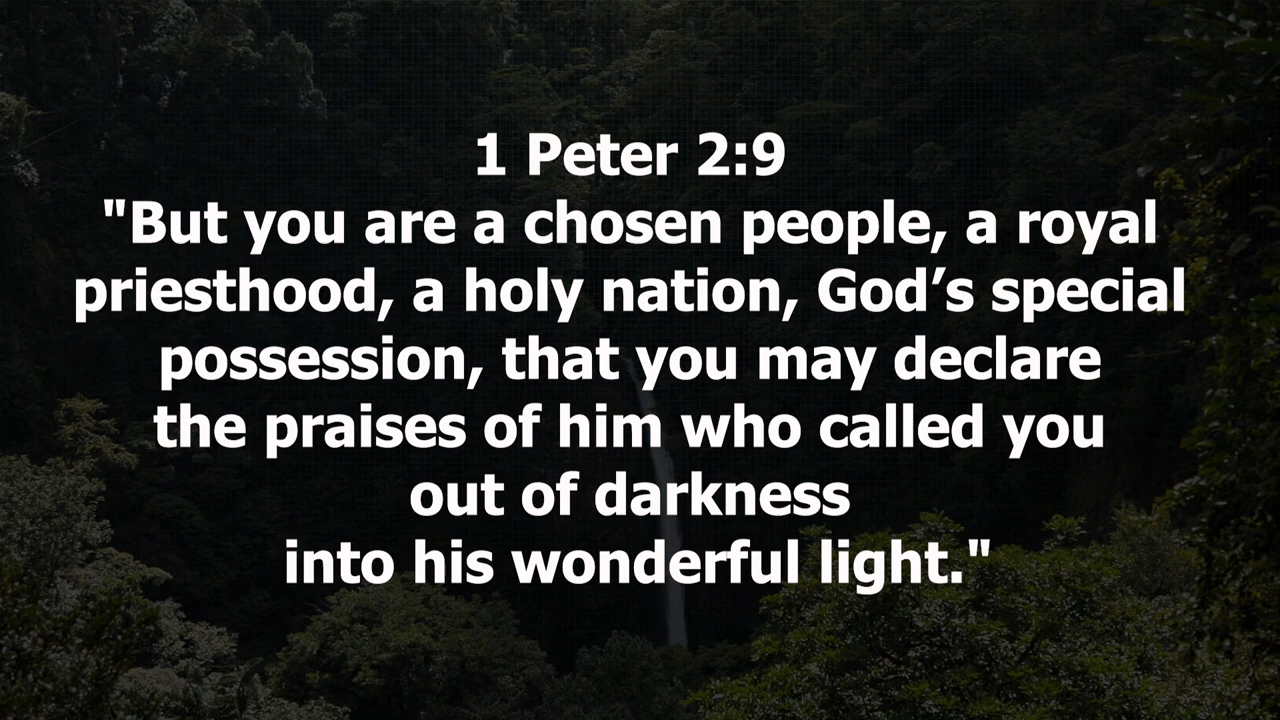 1 Peter 2:9
"But you are a chosen people, a royal
priesthood, a holy nation, God’s special
possession, that you may declare
the praises of him who called you
out of darkness
into his wonderful light."